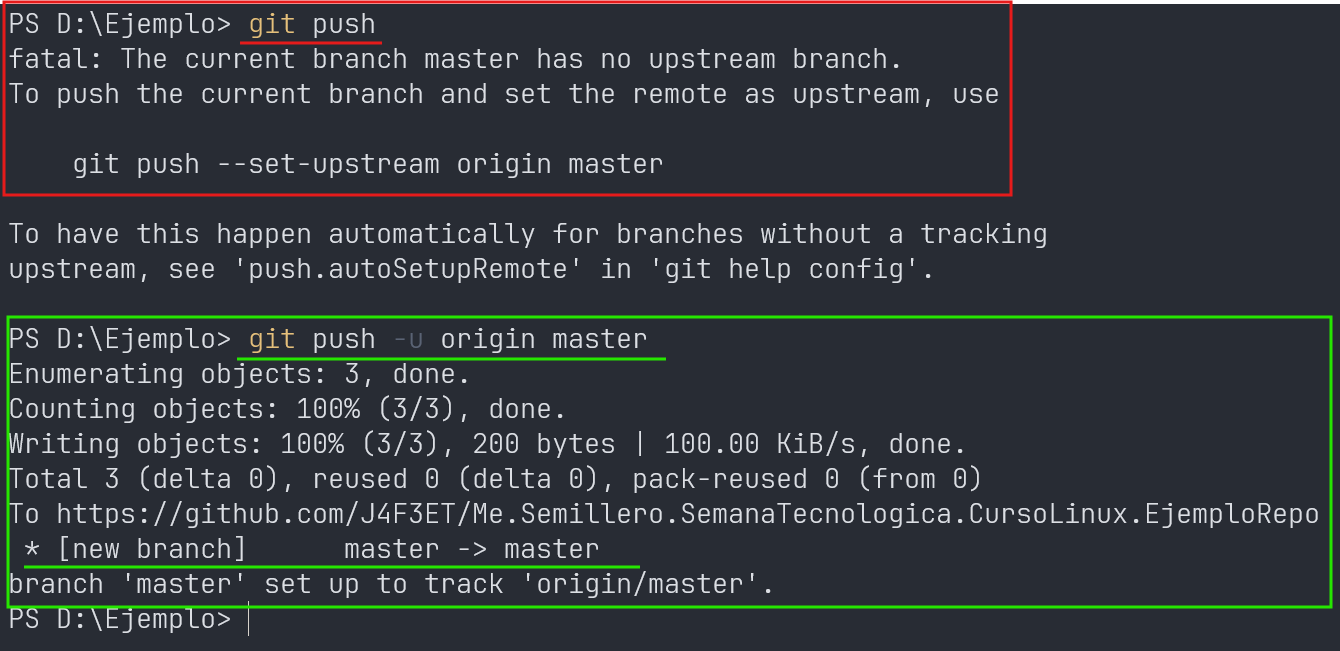 PS D:\Ejemplo> git push
fatal: The current branch master has no upstream branch.
To push the current branch and set the remote as upstream, use
git push --set-upstream origin master
To have this happen automatically for branches without a tracking
upstream, see 'push.autoSetupRemote' in 'git help config'.
PS D:\Ejemplo> git push -u origin master
Enumerating objects: 3, done.
Counting objects: 100% (3/3), done.
Writing objects: 100% (3/3), 200 bytes | 100.00 KiB/s, done.
Total 3 (delta 0), reused 0 (delta 0), pack-reused 0 (from 0)
To https://github.com/J4F3ET/Me.Semillero.SemanaTecnologica.CursoLinux.EjemploRepo
* [new branch]      master -> master
branch 'master' set up to track 'origin/master'.
PS D:\Ejemplo>